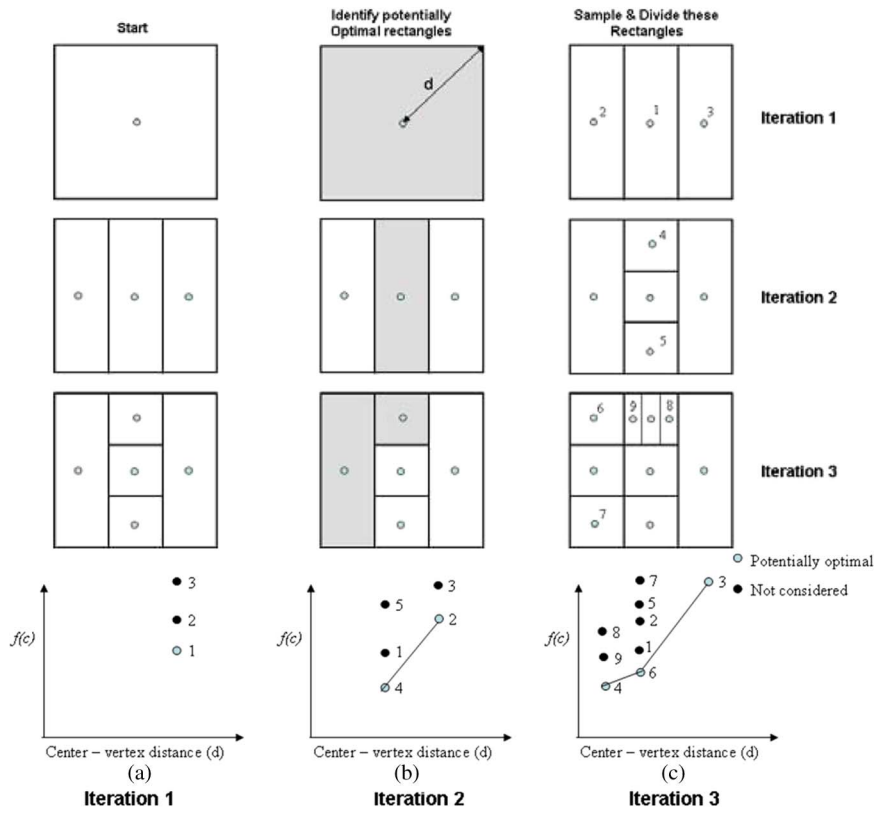 Start
Identify potentially
Optimal rectangles
Sample & Divide these
Rectangles
d
2
1
3
Iteration 1
4
5
Iteration 2
6
9
8
7
Iteration 3
Potentially optimal
Not considered
f(c)
3
2
1
Center – vertex distance (d)
(a)
Iteration 1
f(c)
3
5
2
1
4
Center – vertex distance (d)
(b)
Iteration 2
f(c)
7
3
5
2
8
1
9
6
4
Center – vertex distance (d)
(c)
Iteration 3